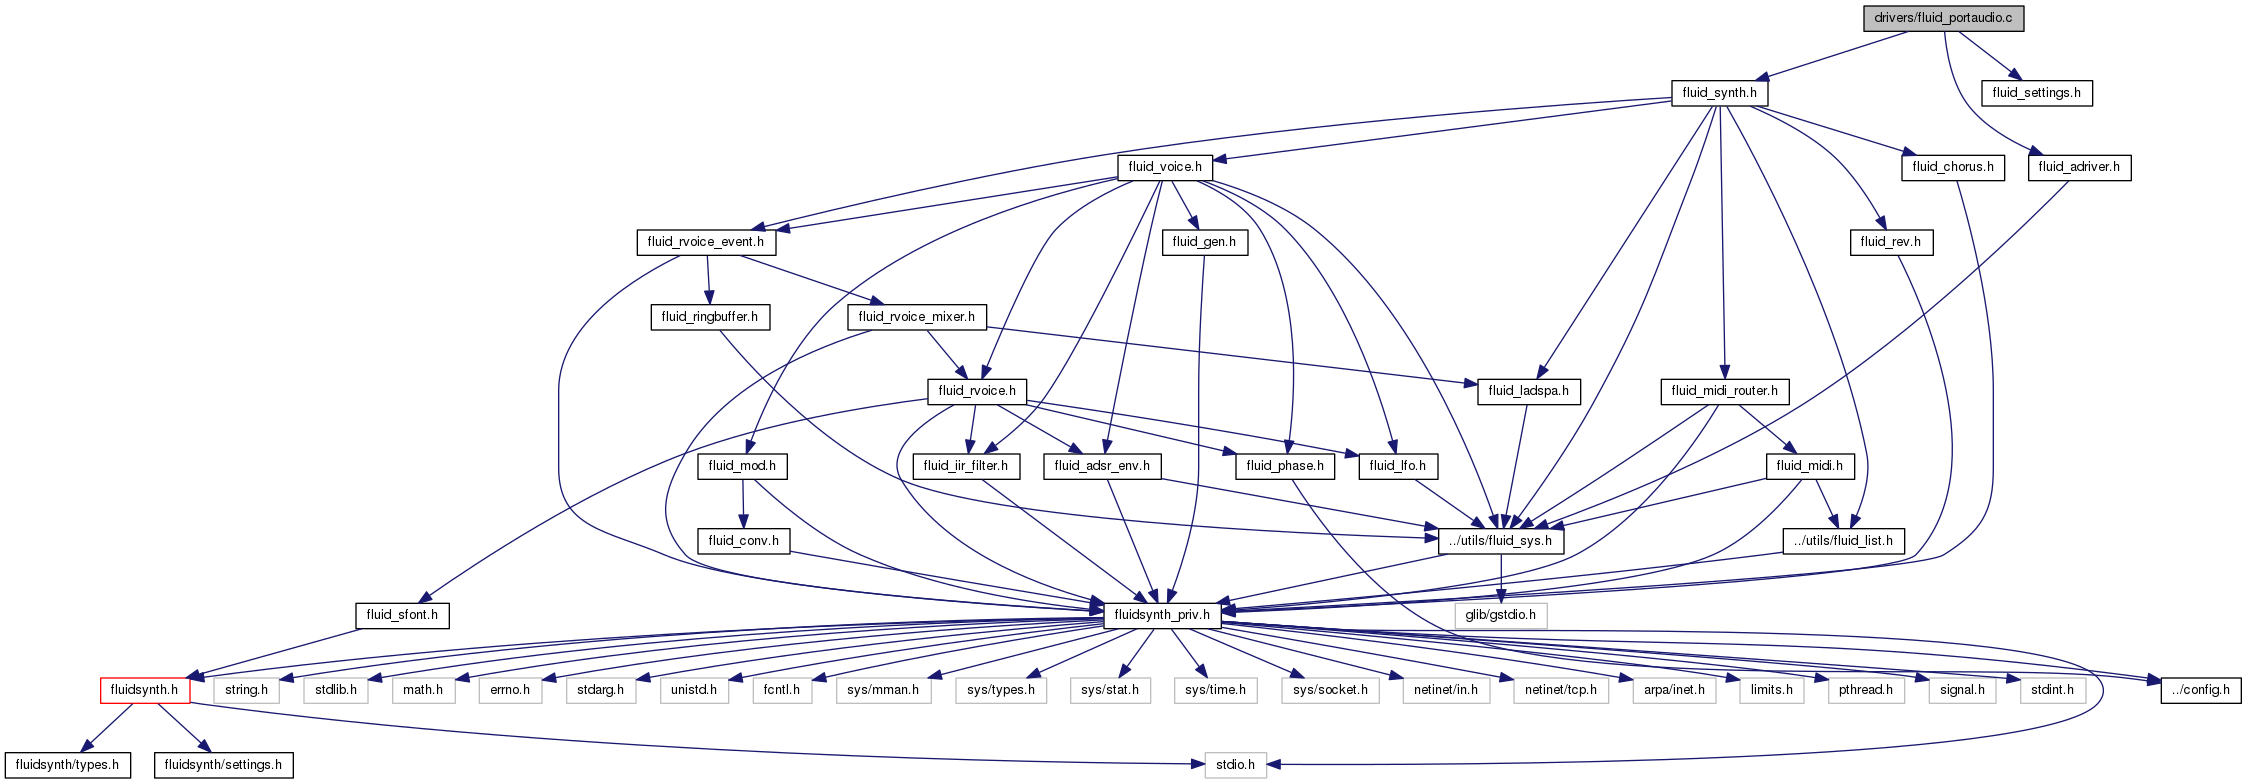 drivers/fluid_portaudio.c
fluid_synth.h
fluid_settings.h
fluid_voice.h
fluid_chorus.h
fluid_adriver.h
fluid_rvoice_event.h
fluid_gen.h
fluid_rev.h
fluid_ringbuffer.h
fluid_rvoice_mixer.h
fluid_rvoice.h
fluid_ladspa.h
fluid_midi_router.h
fluid_mod.h
fluid_iir_filter.h
fluid_adsr_env.h
fluid_phase.h
fluid_lfo.h
fluid_midi.h
fluid_conv.h
../utils/fluid_sys.h
../utils/fluid_list.h
fluid_sfont.h
fluidsynth_priv.h
glib/gstdio.h
fluidsynth.h
string.h
stdlib.h
math.h
errno.h
stdarg.h
unistd.h
fcntl.h
sys/mman.h
sys/types.h
sys/stat.h
sys/time.h
sys/socket.h
netinet/in.h
netinet/tcp.h
arpa/inet.h
limits.h
pthread.h
signal.h
stdint.h
../config.h
fluidsynth/types.h
fluidsynth/settings.h
stdio.h